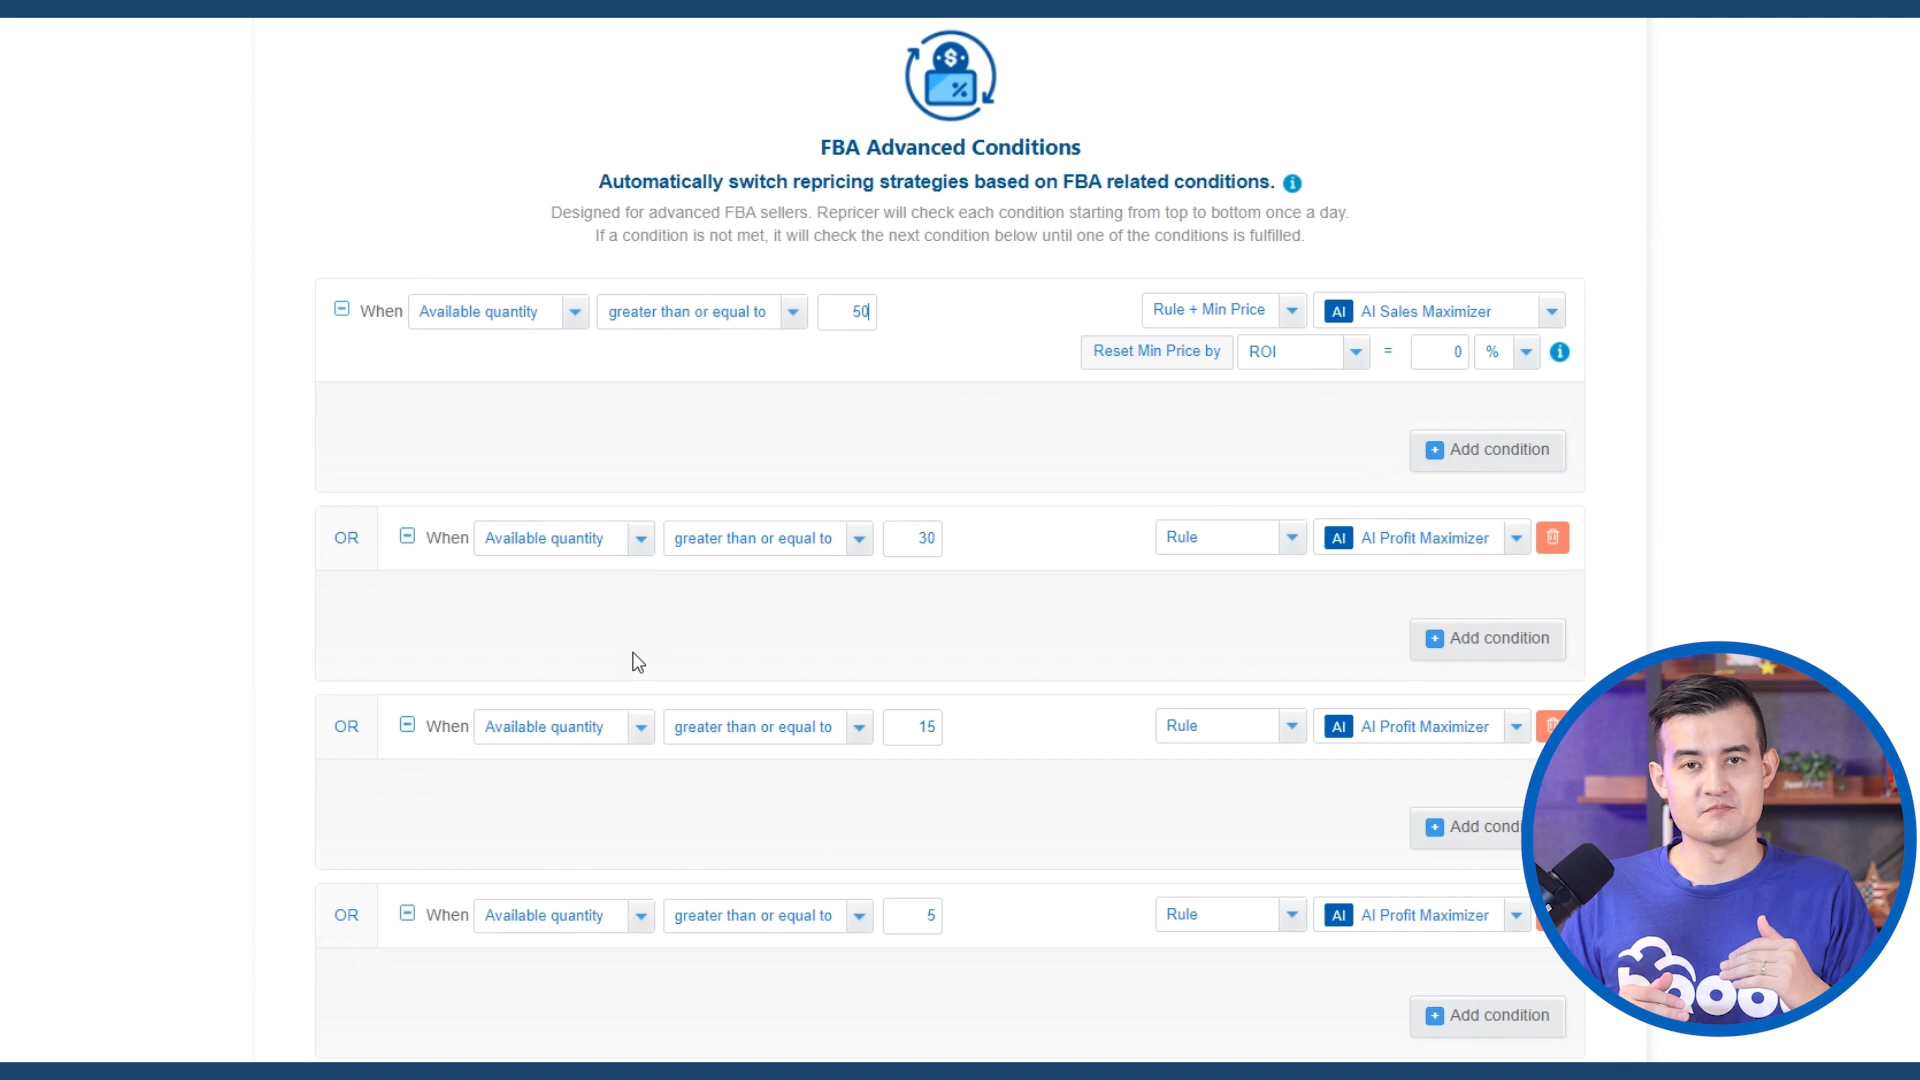 FBA Advanced Conditions
Automatically switch repricing strategies based on FBA related conditions.
Designed for advanced FBA sellers. Repricer will check each condition starting from top to bottom once a day.
If a condition is not met, it will check the next condition below until one of the conditions is fulfilled.
When Available quantity greater than or equal to 50 Rule + Min Price AI AI Sales Maximizer
Reset Min Price by ROI = 0 %
Add condition
OR When Available quantity greater than or equal to 30 Rule AI AI Profit Maximizer
Add condition
OR When Available quantity greater than or equal to 15 Rule AI AI Profit Maximizer
Add condi
OR When Available quantity greater than or equal to 5 Rule AI AI Profit Maximizer
Add condition